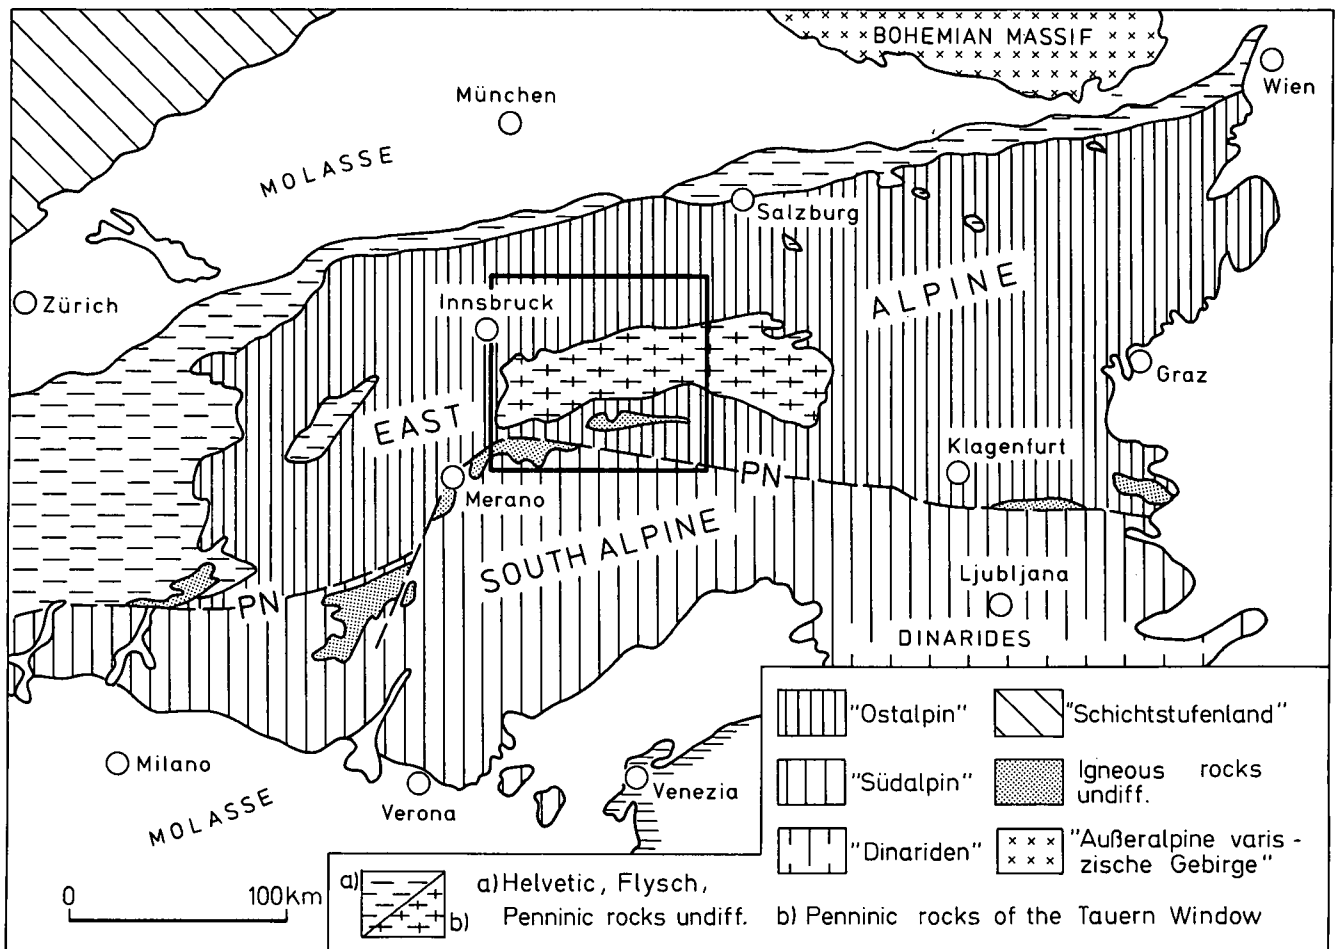 BOHEMIAN MASSIF
Wien
München
MOLASSE
Salzburg
ALPINE
Zürich
Innsbruck
Graz
EAST
Klagenfurt
PN
Merano
SOUTH ALPINE
Ljubljana
PN
DINARIDES
"Ostalpin" "Schichtstufenland"
Milano
"Südalpin" Igneous rocks
undiff.
Venezia
Verona
MOLASSE
"Dinariden" "Außeralpine varis -
zische Gebirge"
0 100Km
a) a) Helvetic, Flysch,
b) Penninic rocks undiff. b) Penninic rocks of the Tauern Window